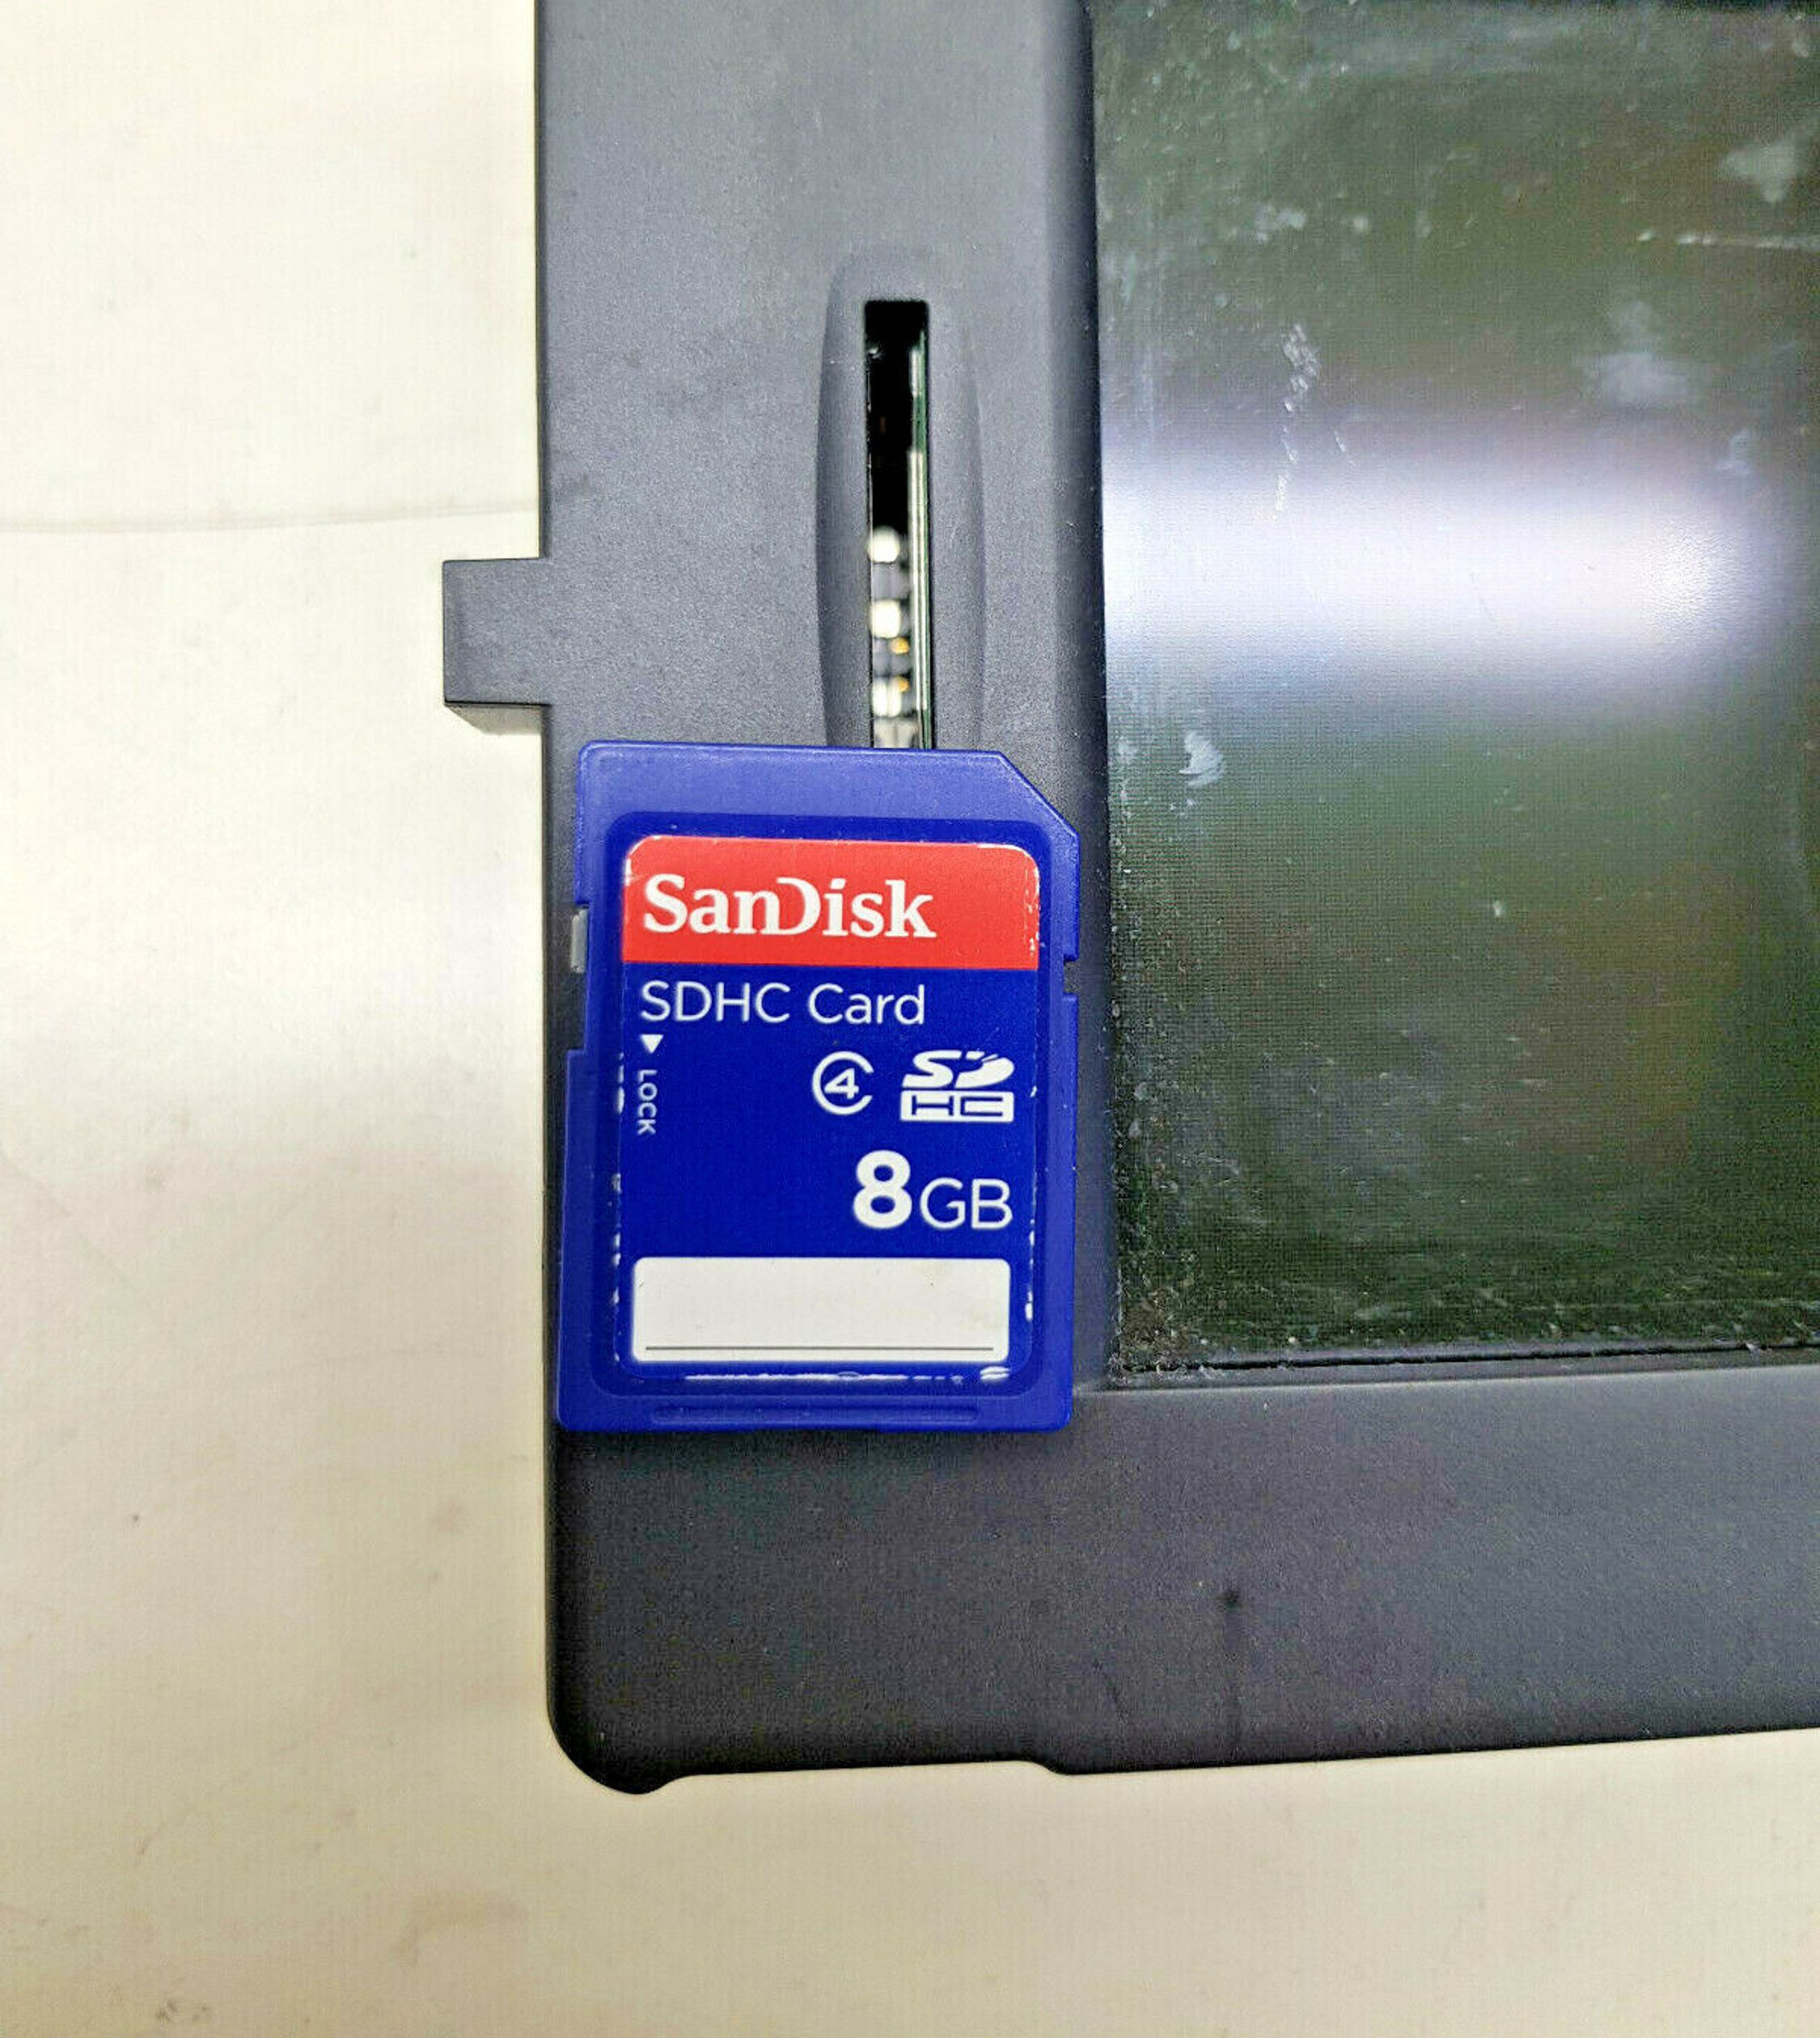 SanDisk
SDHC Card
LOCK
4 SD
HC
8GB